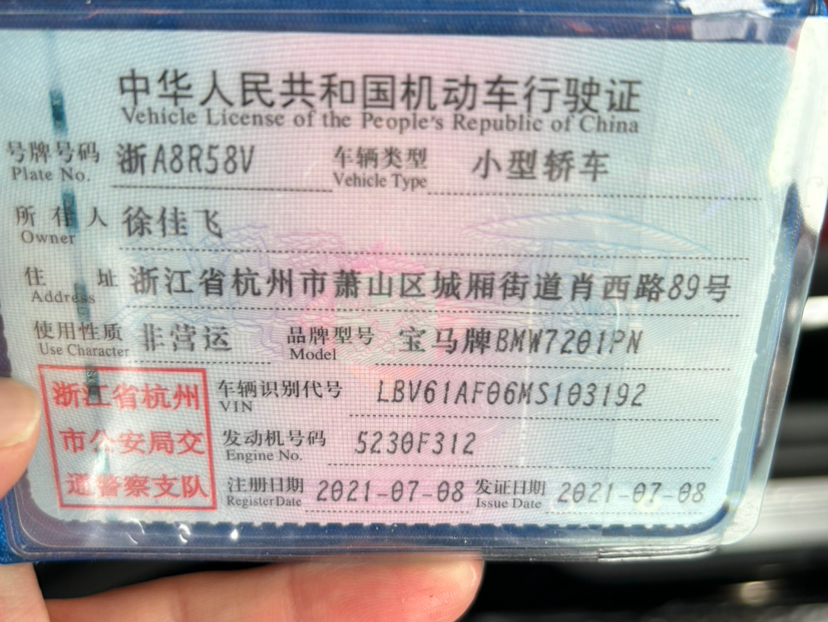 中华人民共和国机动车行驶证
Vehicle License of the People's Republic of China
号牌号码 浙A8R58V 车辆类型 小型轿车
Plate No. Vehicle Type
所有人 徐佳飞
Owner
住址 浙江省杭州市萧山区城厢街道肖西路89号
Address
使用性质 非营运 品牌型号 宝马牌BMW7201PN
Use Character Model
浙江省杭州 车辆识别代号 LBV61AF06MS103192
VIN
市公安局交 发动机号码 5230F312
Engine No.
通警察支队 注册日期 2021-07-08 发证日期 2021-07-08
Register Date Issue Date